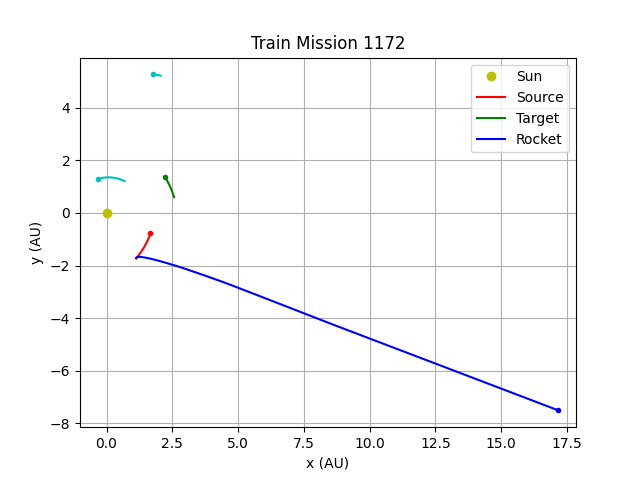 Train Mission 1172
Sun
Source
Target
Rocket
y (AU)
4
2
0
−2
−4
−6
−8
0.0 2.5 5.0 7.5 10.0 12.5 15.0 17.5
x (AU)